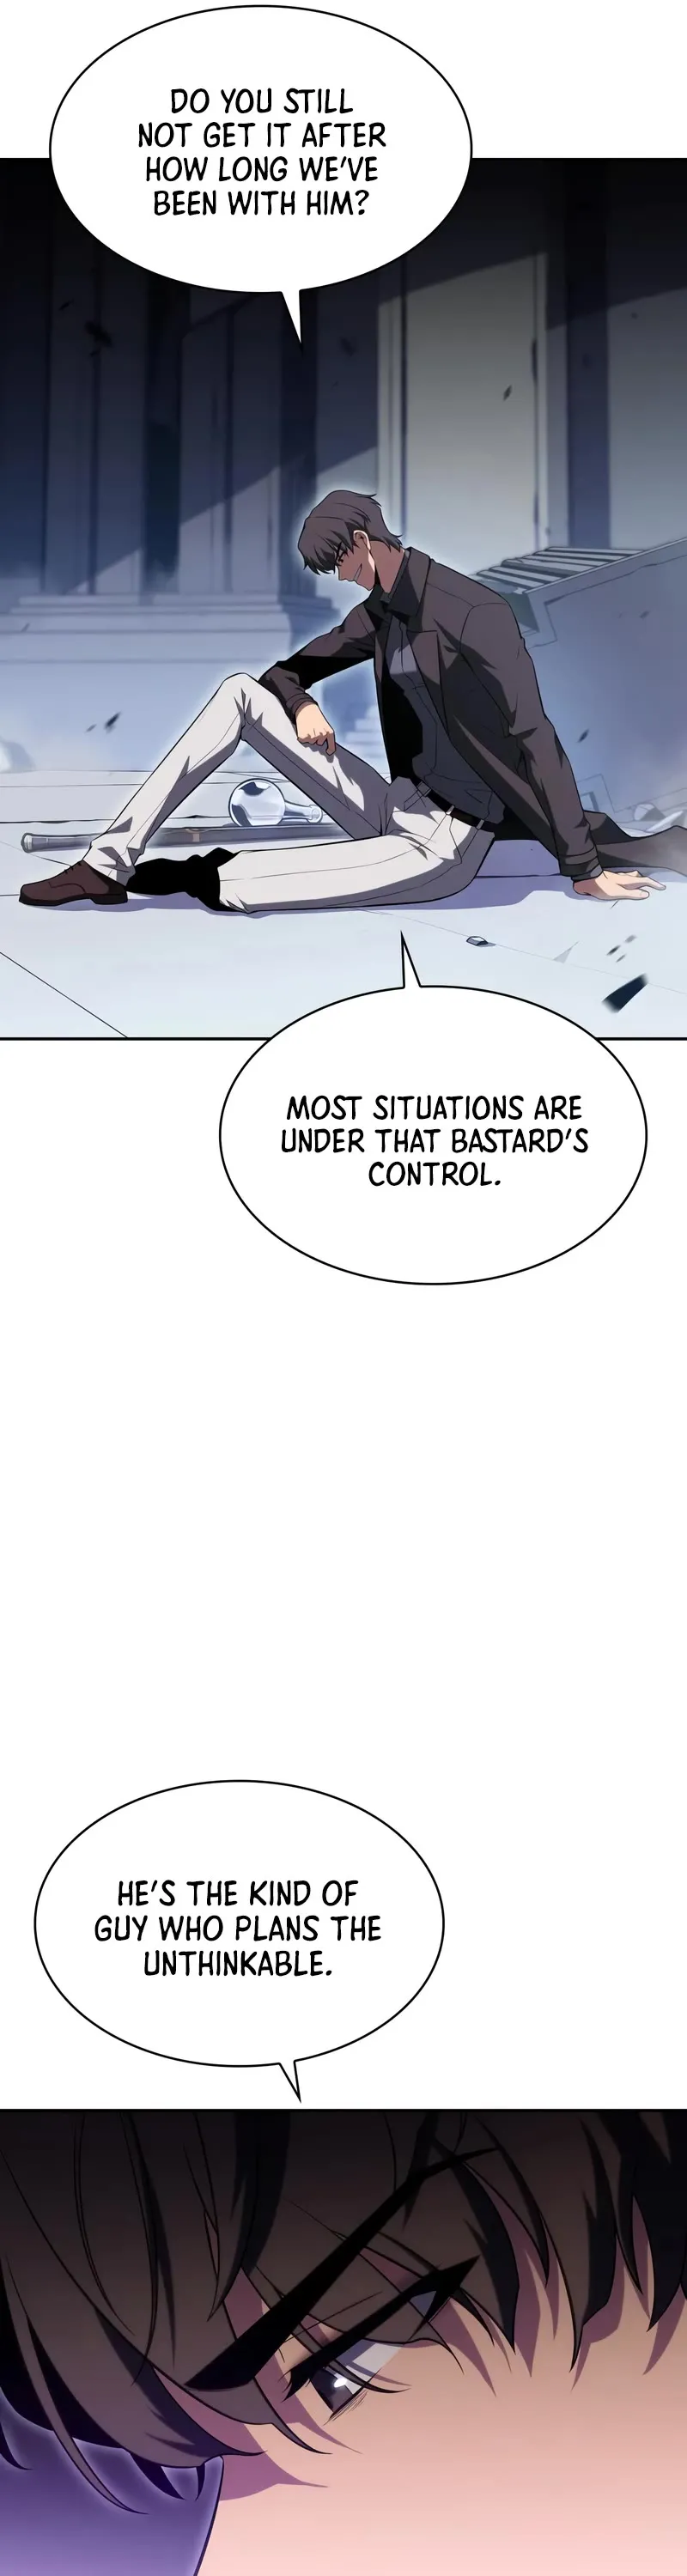 DO YOU STILL
NOT GET IT AFTER
HOW LONG WE'VE
BEEN WITH HIM?
MOST SITUATIONS ARE
UNDER THAT BASTARD'S
CONTROL.
HE'S THE KIND OF
GUY WHO PLANS THE
UNTHINKABLE.